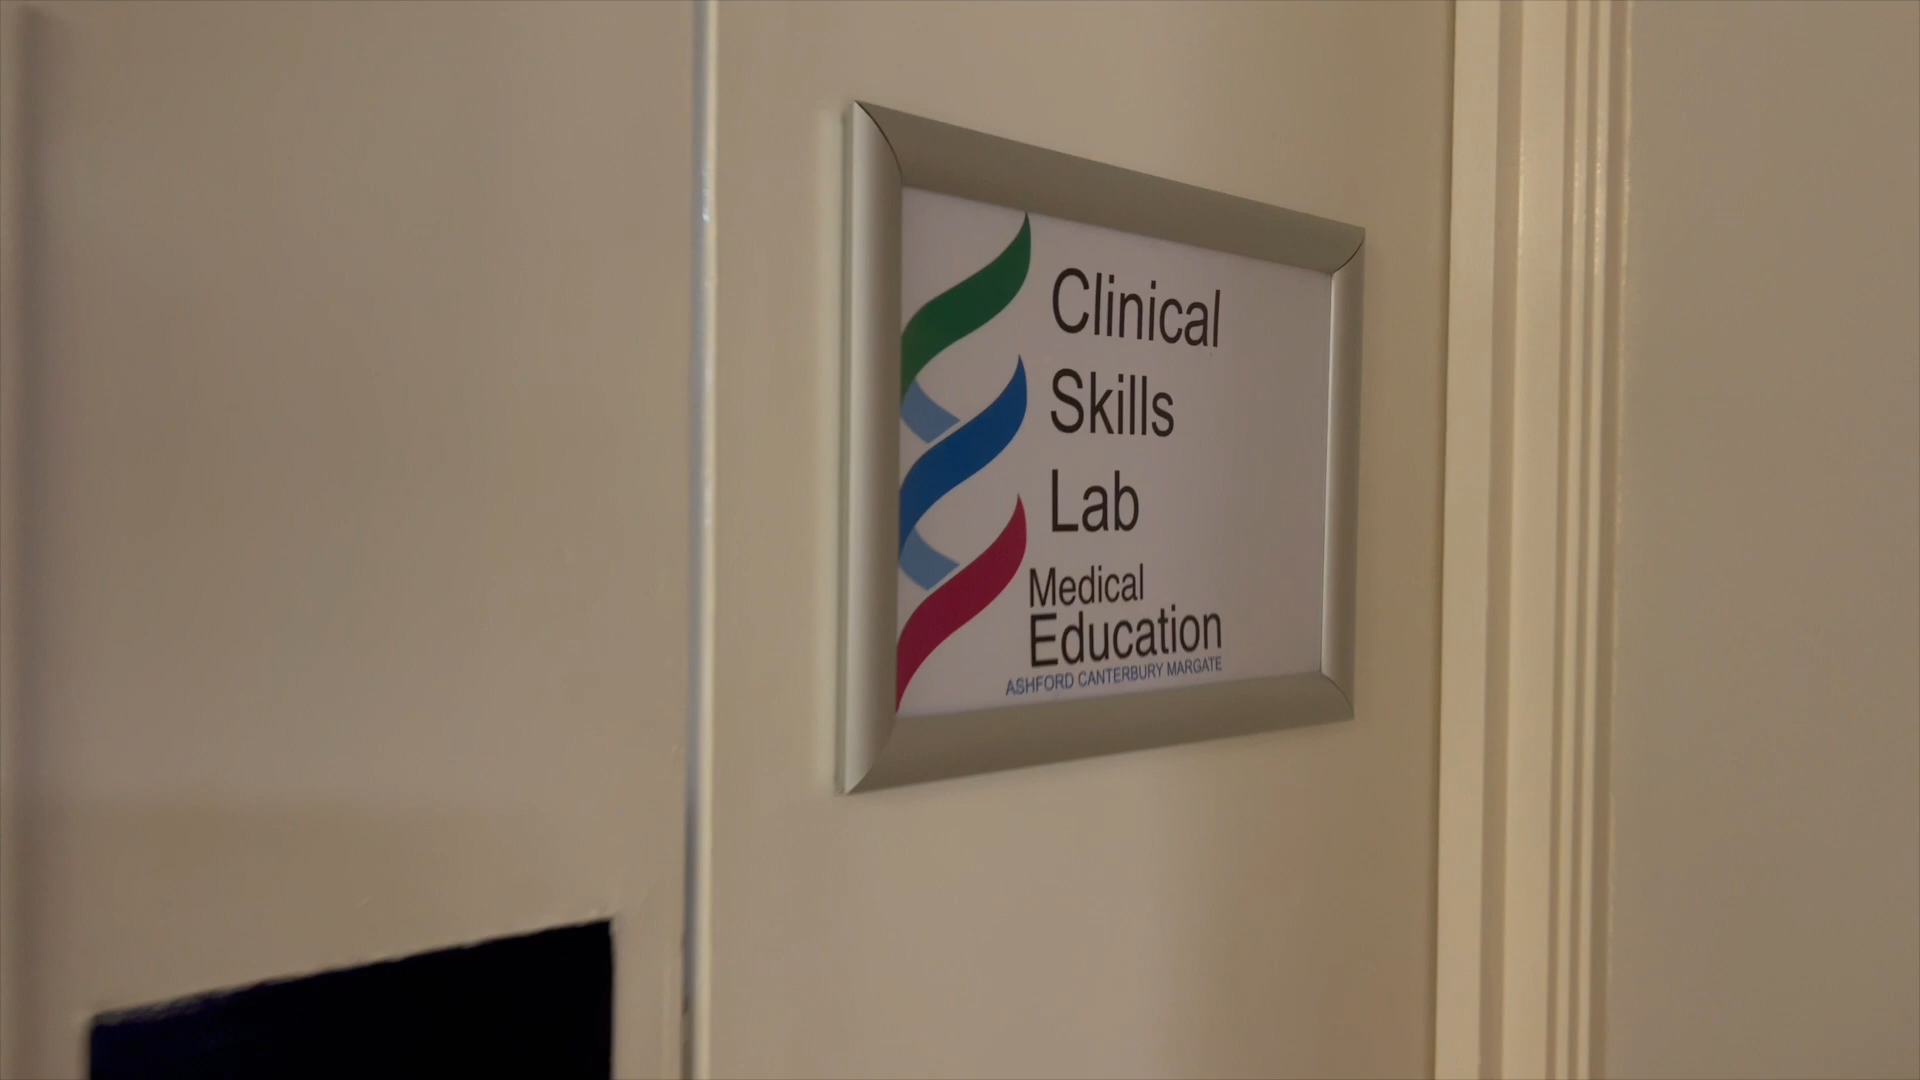 Clinical
Skills
Lab
Medical
Education
ASHFORD CANTERBURY MARGATE